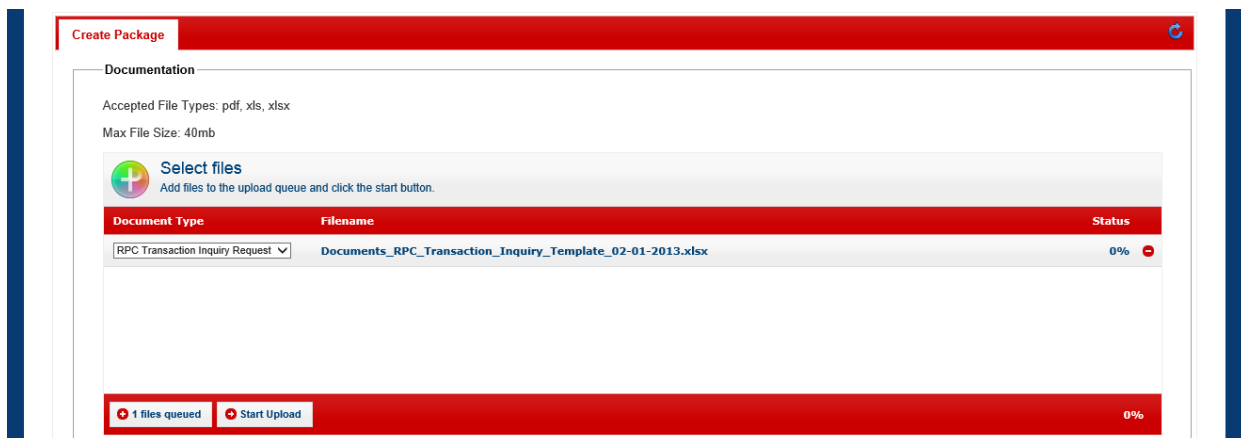 Create Package
Documentation
Accepted File Types: pdf, xls, xlsx
Max File Size: 40mb
Select files
Add files to the upload queue and click the start button.
Document Type Filename Status
RPC Transaction Inquiry Request Documents_RPC_Transaction_Inquiry_Template_02-01-2013.xlsx 0%
1 files queued Start Upload 0%